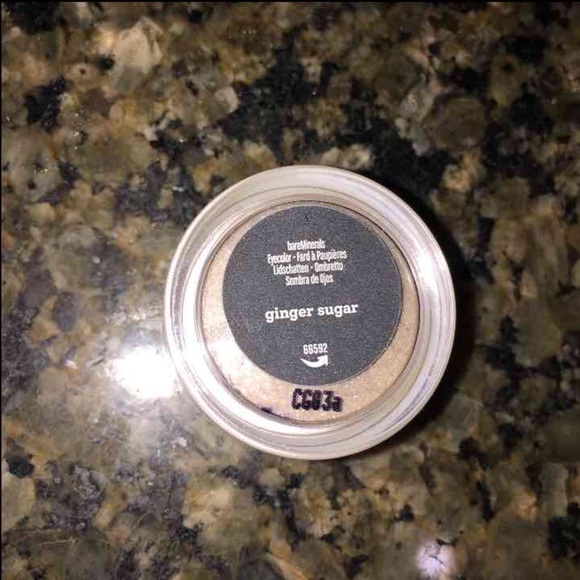 bareMinerals
Eyecolor • Fard à Paupières
Lidschatten • Ombretto
Sombra de Ojos
ginger sugar
66592
CG03a